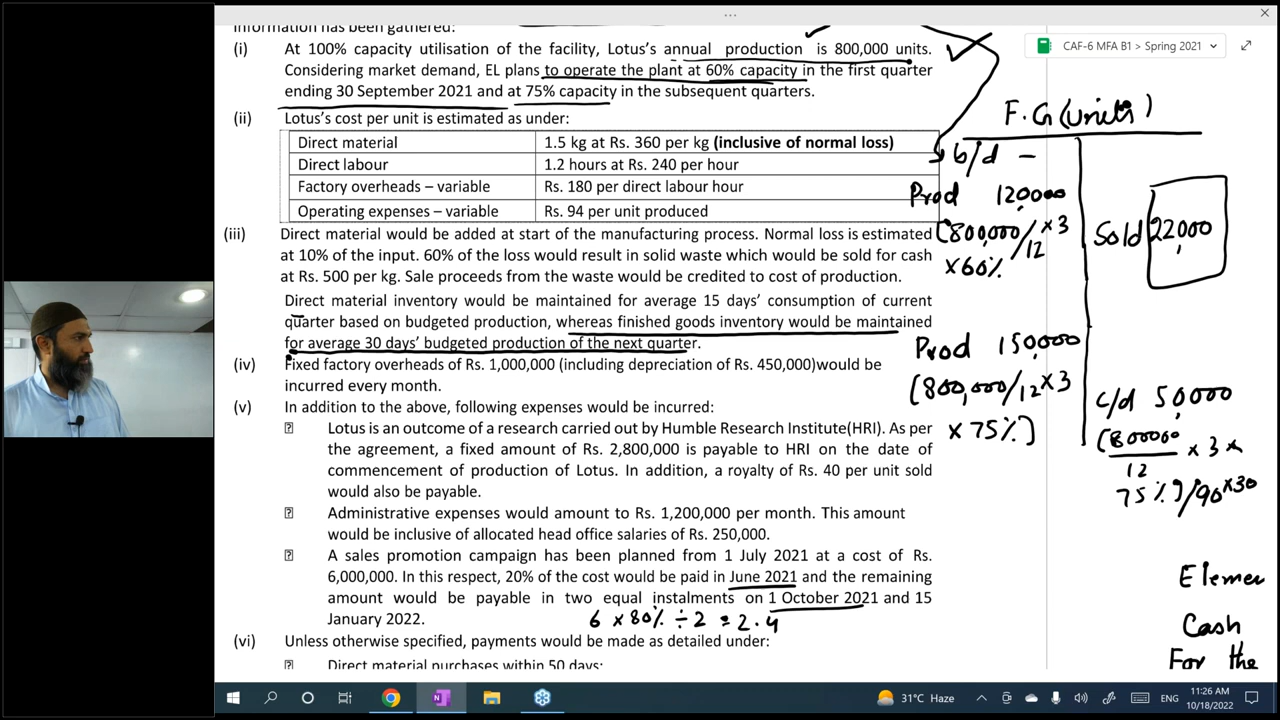 information has been gathered:
(i) At 100% capacity utilisation of the facility, Lotus's annual production is 800,000 units.
Considering market demand, EL plans to operate the plant at 60% capacity in the first quarter
ending 30 September 2021 and at 75% capacity in the subsequent quarters.
(ii) Lotus's cost per unit is estimated as under:
Direct material 1.5 kg at Rs. 360 per kg (inclusive of normal loss)
Direct labour 1.2 hours at Rs. 240 per hour
Factory overheads – variable Rs. 180 per direct labour hour
Operating expenses – variable Rs. 94 per unit produced
(iii) Direct material would be added at start of the manufacturing process. Normal loss is estimated
at 10% of the input. 60% of the loss would result in solid waste which would be sold for cash
at Rs. 500 per kg. Sale proceeds from the waste would be credited to cost of production.
Direct material inventory would be maintained for average 15 days' consumption of current
quarter based on budgeted production, whereas finished goods inventory would be maintained
for average 30 days' budgeted production of the next quarter.
(iv) Fixed factory overheads of Rs. 1,000,000 (including depreciation of Rs. 450,000)would be
incurred every month.
(v) In addition to the above, following expenses would be incurred:
Lotus is an outcome of a research carried out by Humble Research Institute(HRI). As per
the agreement, a fixed amount of Rs. 2,800,000 is payable to HRI on the date of
commencement of production of Lotus. In addition, a royalty of Rs. 40 per unit sold
would also be payable.
Administrative expenses would amount to Rs. 1,200,000 per month. This amount
would be inclusive of allocated head office salaries of Rs. 250,000.
A sales promotion campaign has been planned from 1 July 2021 at a cost of Rs.
6,000,000. In this respect, 20% of the cost would be paid in June 2021 and the remaining
amount would be payable in two equal instalments on 1 October 2021 and 15
January 2022.
6 x 80% ÷ 2 = 2.4
(vi) Unless otherwise specified, payments would be made as detailed under:
Direct material purchases within 50 days;
CAF-6 MFA B1 > Spring 2021
F.G (units)
b/d –
Prod 120,000
(800,000/12 x3
x60%
Sold 22,000
Prod 150,000
(800,000/12 x3
x 75%)
c/d 50,000
(800000/12 x 3 x
75%)/90 x30
Elemen
Cash
For the
31°C Haze
ENG
11:26 AM
10/18/2022